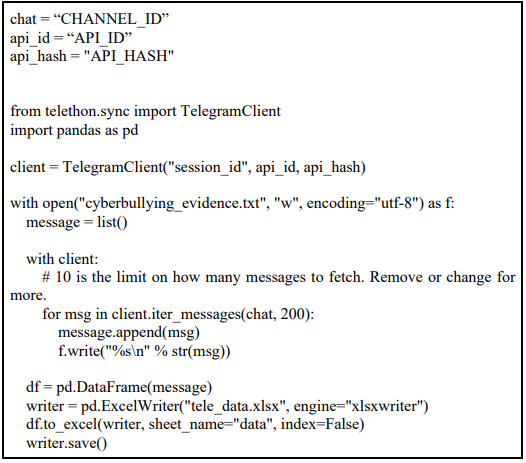 chat = “CHANNEL_ID”
api_id = “API_ID”
api_hash = "API_HASH"
from telethon.sync import TelegramClient
import pandas as pd
client = TelegramClient("session_id", api_id, api_hash)
with open("cyberbullying_evidence.txt", "w", encoding="utf-8") as f:
message = list()
with client:
# 10 is the limit on how many messages to fetch. Remove or change for
more.
for msg in client.iter_messages(chat, 200):
message.append(msg)
f.write("%s\n" % str(msg))
df = pd.DataFrame(message)
writer = pd.ExcelWriter("tele_data.xlsx", engine="xlsxwriter")
df.to_excel(writer, sheet_name="data", index=False)
writer.save()